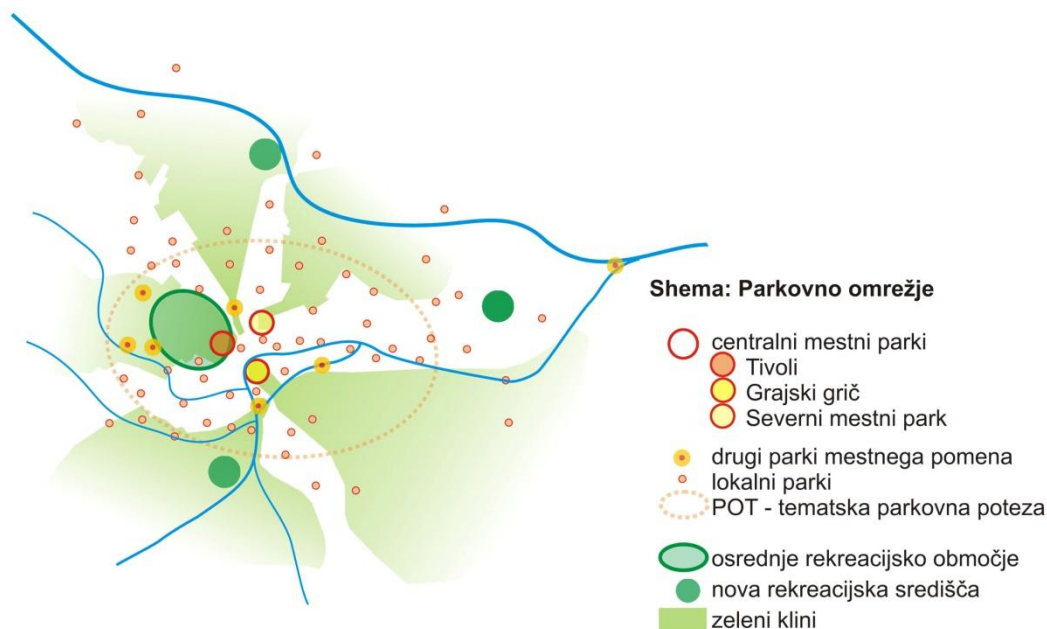 Shema: Parkovno omrežje
centralni mestni parki
Tivoli
Grajski grič
Severni mestni park
drugi parki mestnega pomena
lokalni parki
POT - tematska parkovna poteza
osrednje rekreacijsko območje
nova rekreacijska središča
zeleni klini